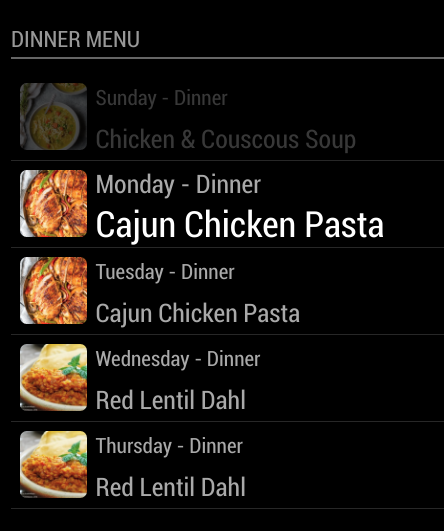 DINNER MENU
Sunday - Dinner
Chicken & Couscous Soup
Monday - Dinner
Cajun Chicken Pasta
Tuesday - Dinner
Cajun Chicken Pasta
Wednesday - Dinner
Red Lentil Dahl
Thursday - Dinner
Red Lentil Dahl